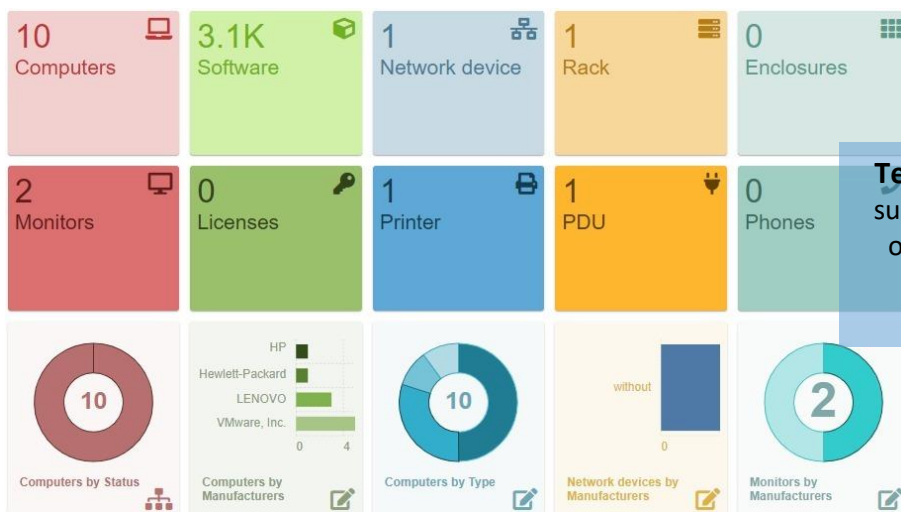 10
Computers
3.1K
Software
1
Network device
1
Rack
0
Enclosures
2
Monitors
0
Licenses
1
Printer
1
PDU
0
Phones
10
Computers by Status
HP
Hewlett-Packard
LENOVO
VMware, Inc.
0 4
Computers by
Manufacturers
10
Computers by Type
without
0
Network devices by
Manufacturers
2
Monitors by
Manufacturers